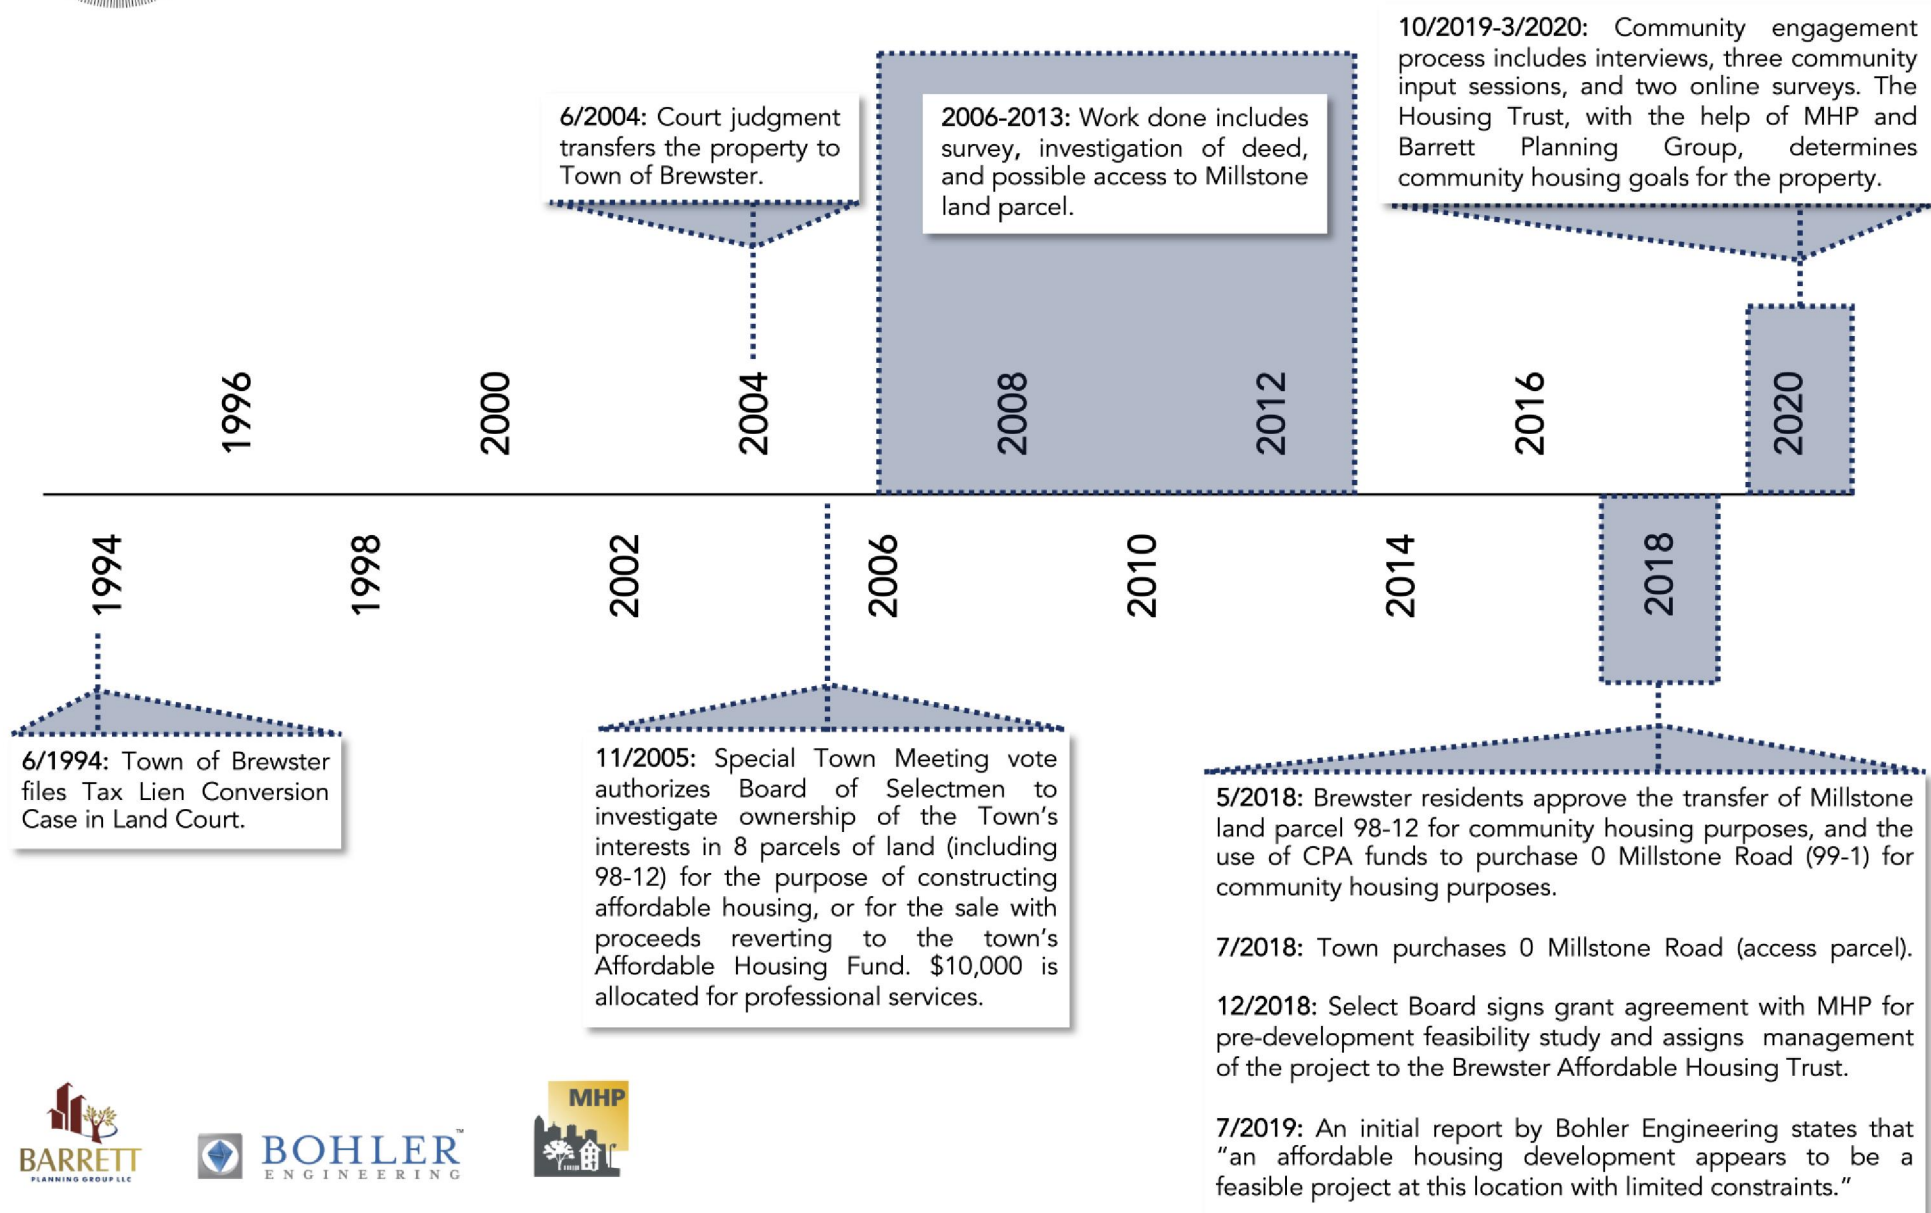 10/2019-3/2020: Community engagement
process includes interviews, three community
input sessions, and two online surveys. The
Housing Trust, with the help of MHP and
Barrett Planning Group, determines
community housing goals for the property.
6/2004: Court judgment
transfers the property to
Town of Brewster.
2006-2013: Work done includes
survey, investigation of deed,
and possible access to Millstone
land parcel.
1996
2000
2004
2008
2012
2016
2020
1994
1998
2002
2006
2010
2014
2018
6/1994: Town of Brewster
files Tax Lien Conversion
Case in Land Court.
11/2005: Special Town Meeting vote
authorizes Board of Selectmen to
investigate ownership of the Town's
interests in 8 parcels of land (including
98-12) for the purpose of constructing
affordable housing, or for the sale with
proceeds reverting to the town's
Affordable Housing Fund. $10,000 is
allocated for professional services.
5/2018: Brewster residents approve the transfer of Millstone
land parcel 98-12 for community housing purposes, and the
use of CPA funds to purchase 0 Millstone Road (99-1) for
community housing purposes.
7/2018: Town purchases 0 Millstone Road (access parcel).
12/2018: Select Board signs grant agreement with MHP for
pre-development feasibility study and assigns management
of the project to the Brewster Affordable Housing Trust.
7/2019: An initial report by Bohler Engineering states that
"an affordable housing development appears to be a
feasible project at this location with limited constraints."
BARRETT
PLANNING GROUP LLC
BOHLER™
ENGINEERING
MHP